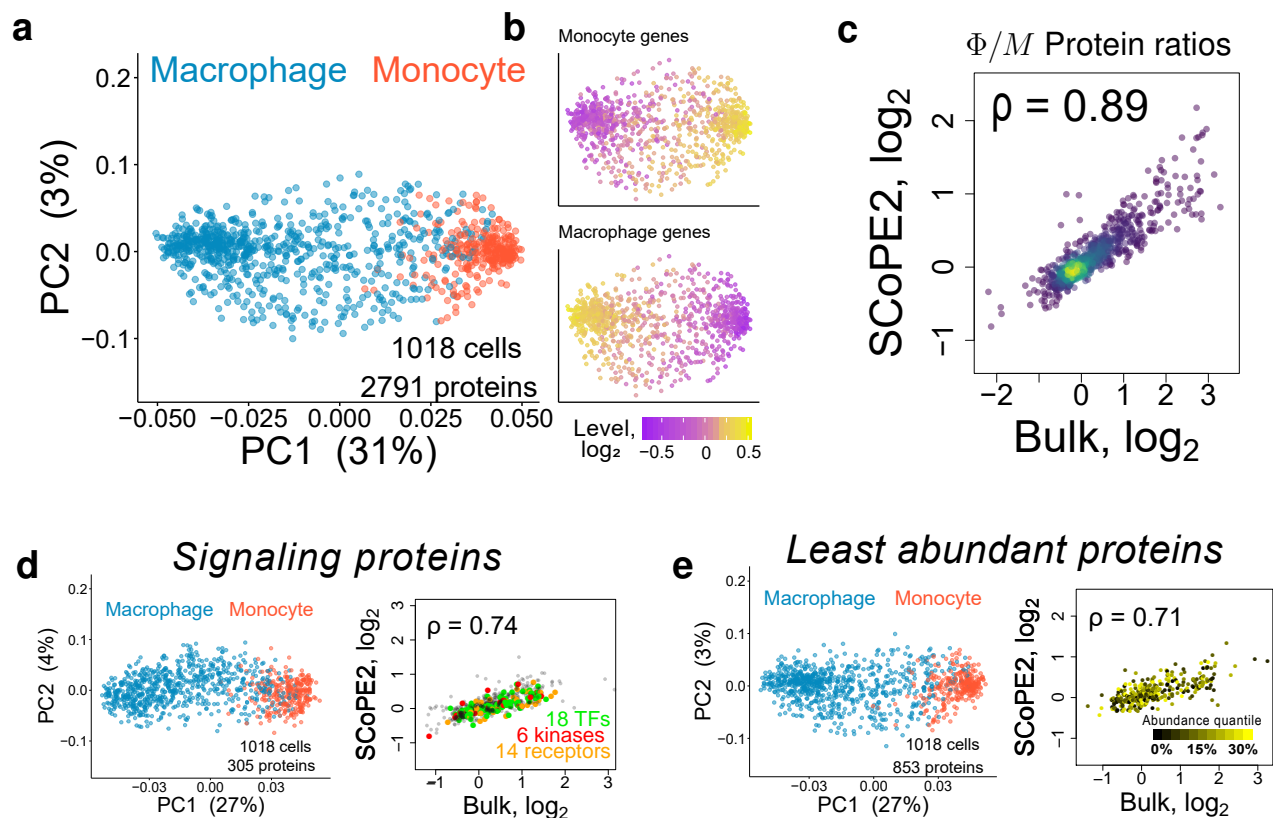 a
Macrophage Monocyte
0.2
0.1
0.0
−0.1
PC2 (3%)
1018 cells
2791 proteins
−0.050 −0.025 0.000 0.025 0.050
PC1 (31%)
b
Monocyte genes
Macrophage genes
Level,
log₂
−0.5 0 0.5
c
Φ/M Protein ratios
ρ = 0.89
2
1
0
−1
SCoPE2, log₂
−2 0 1 2 3
Bulk, log₂
d
Signaling proteins
Macrophage Monocyte
0.2
0.1
0.0
−0.1
PC2 (4%)
1018 cells
305 proteins
−0.03 0.00 0.03
PC1 (27%)
ρ = 0.74
3
2
1
0
−1
SCoPE2, log₂
18 TFs
6 kinases
14 receptors
−1 0 1 2 3
Bulk, log₂
e
Least abundant proteins
Macrophage Monocyte
0.2
0.1
0.0
−0.1
PC2 (3%)
1018 cells
853 proteins
−0.03 0.00 0.03
PC1 (27%)
ρ = 0.71
2
1
0
−1
SCoPE2, log₂
Abundance quantile
0% 15% 30%
−1 0 1 2 3
Bulk, log₂